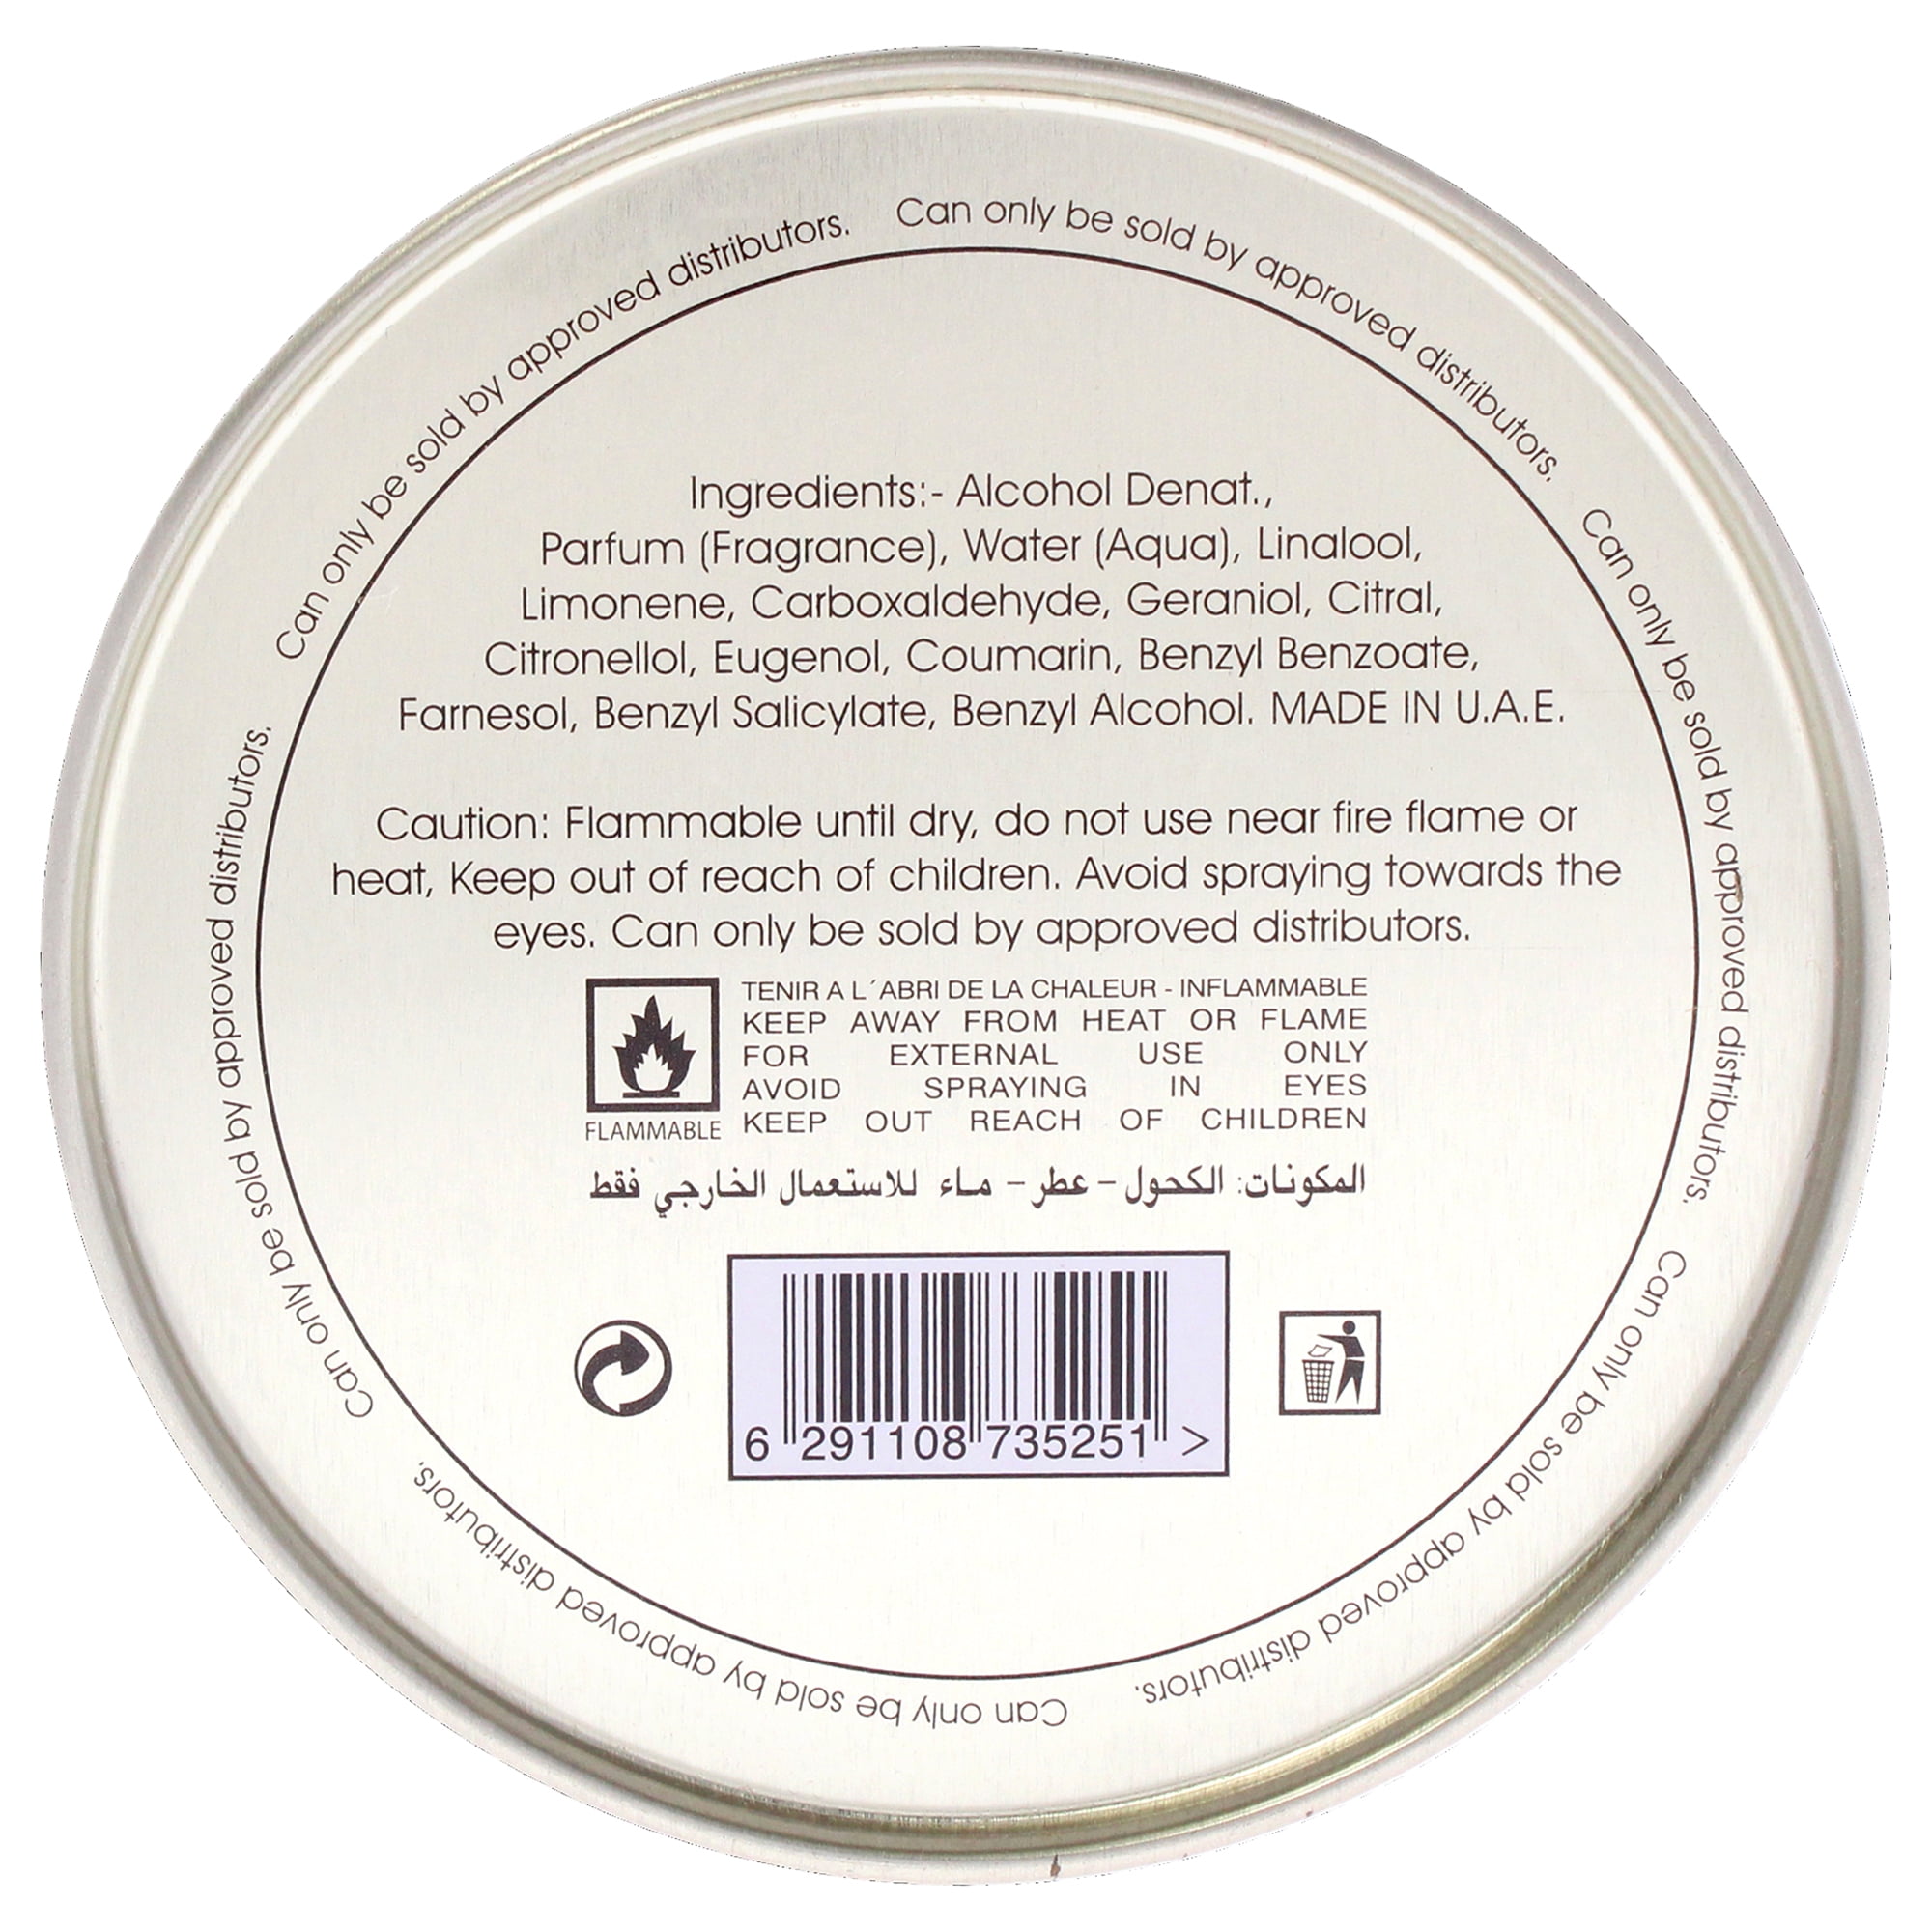 Can only be sold by approved distributors.
Can only be sold by approved distributors.
Can only be sold by approved distributors.
Can only be sold by approved distributors.
Can only be sold by approved distributors.
Can only be sold by approved distributors.
Ingredients:- Alcohol Denat.,
Parfum (Fragrance), Water (Aqua), Linalool,
Limonene, Carboxaldehyde, Geraniol, Citral,
Citronellol, Eugenol, Coumarin, Benzyl Benzoate,
Farnesol, Benzyl Salicylate, Benzyl Alcohol. MADE IN U.A.E.
Caution: Flammable until dry, do not use near fire flame or
heat, Keep out of reach of children. Avoid spraying towards the
eyes. Can only be sold by approved distributors.
TENIR A L´ABRI DE LA CHALEUR - INFLAMMABLE
KEEP AWAY FROM HEAT OR FLAME
FOR EXTERNAL USE ONLY
AVOID SPRAYING IN EYES
KEEP OUT REACH OF CHILDREN
FLAMMABLE
المكونات: الكحول - عطر - ماء للاستعمال الخارجي فقط
6 291108 735251 >